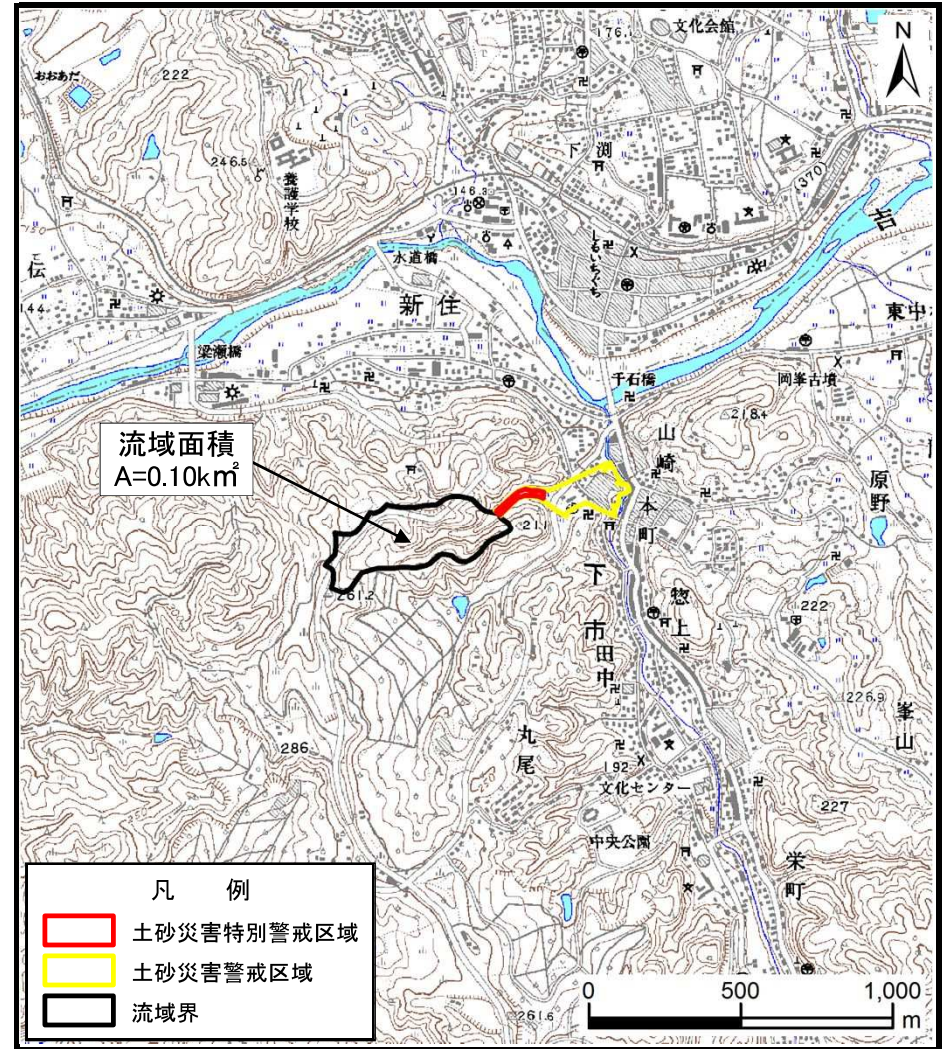 文化会館
176.1
N
おおあだ
222
下渕
246.5
養護学校
(370)
146.3
吉
しもいちぐち
水道橋
伝
新住
144
東中
梁瀬橋
千石橋
岡峯古墳
218.4
流域面積
A=0.10km²
山崎
本町
原野
211
261.2
下市
惣上
田中
222
226.9
峯山
丸尾
286
192
文化センター
227
中央公園
栄町
凡 例
土砂災害特別警戒区域
土砂災害警戒区域
流域界
0 500 1,000
m
261.6